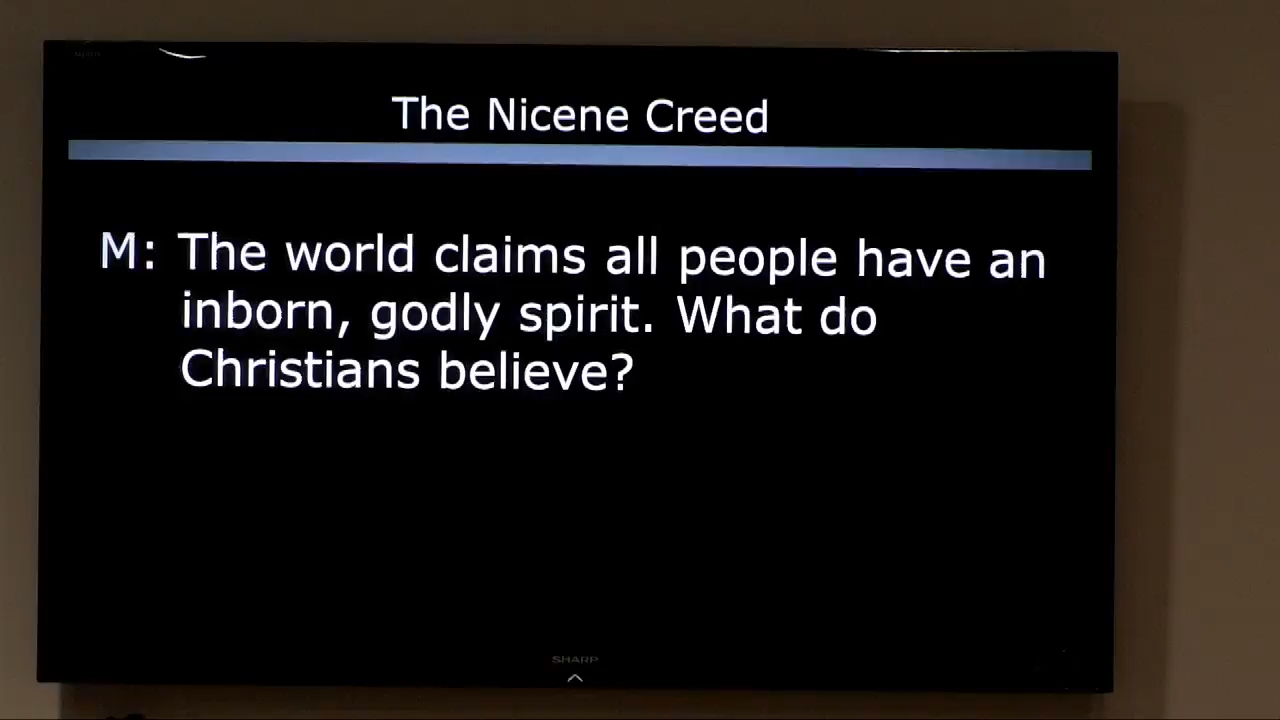 The Nicene Creed
M: The world claims all people have an
inborn, godly spirit. What do
Christians believe?
SHARP